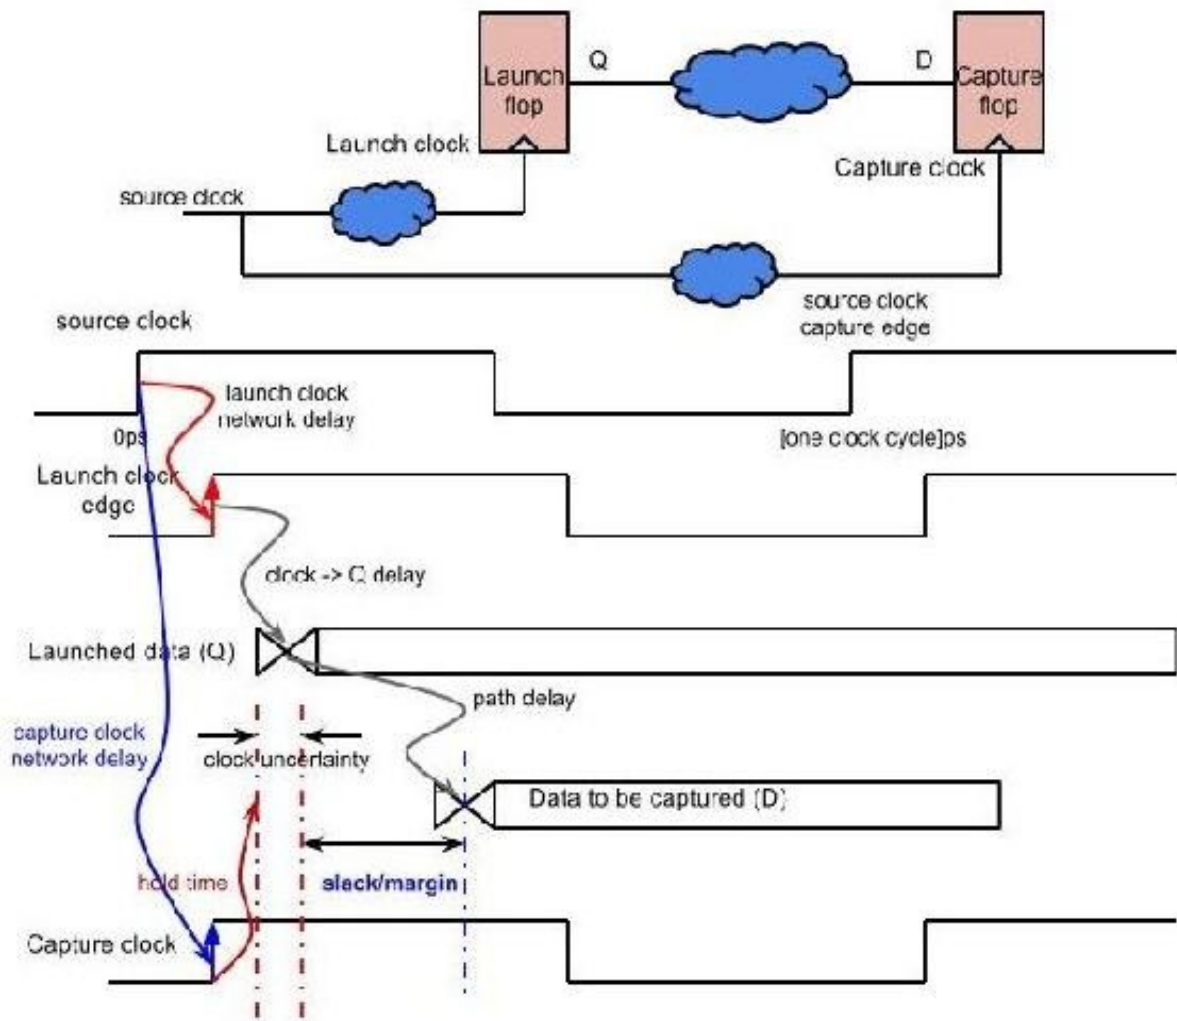 Q
D
Launch
flop
Capture
flop
Launch clock
Capture clock
source clock
source clock
capture edge
source clock
launch clock
network delay
0ps
[one clock cycle]ps
Launch clock
edge
clock -> Q delay
Launched data (Q)
path delay
capture clock
network delay
clock uncertainty
Data to be captured (D)
hold time
slack/margin
Capture clock